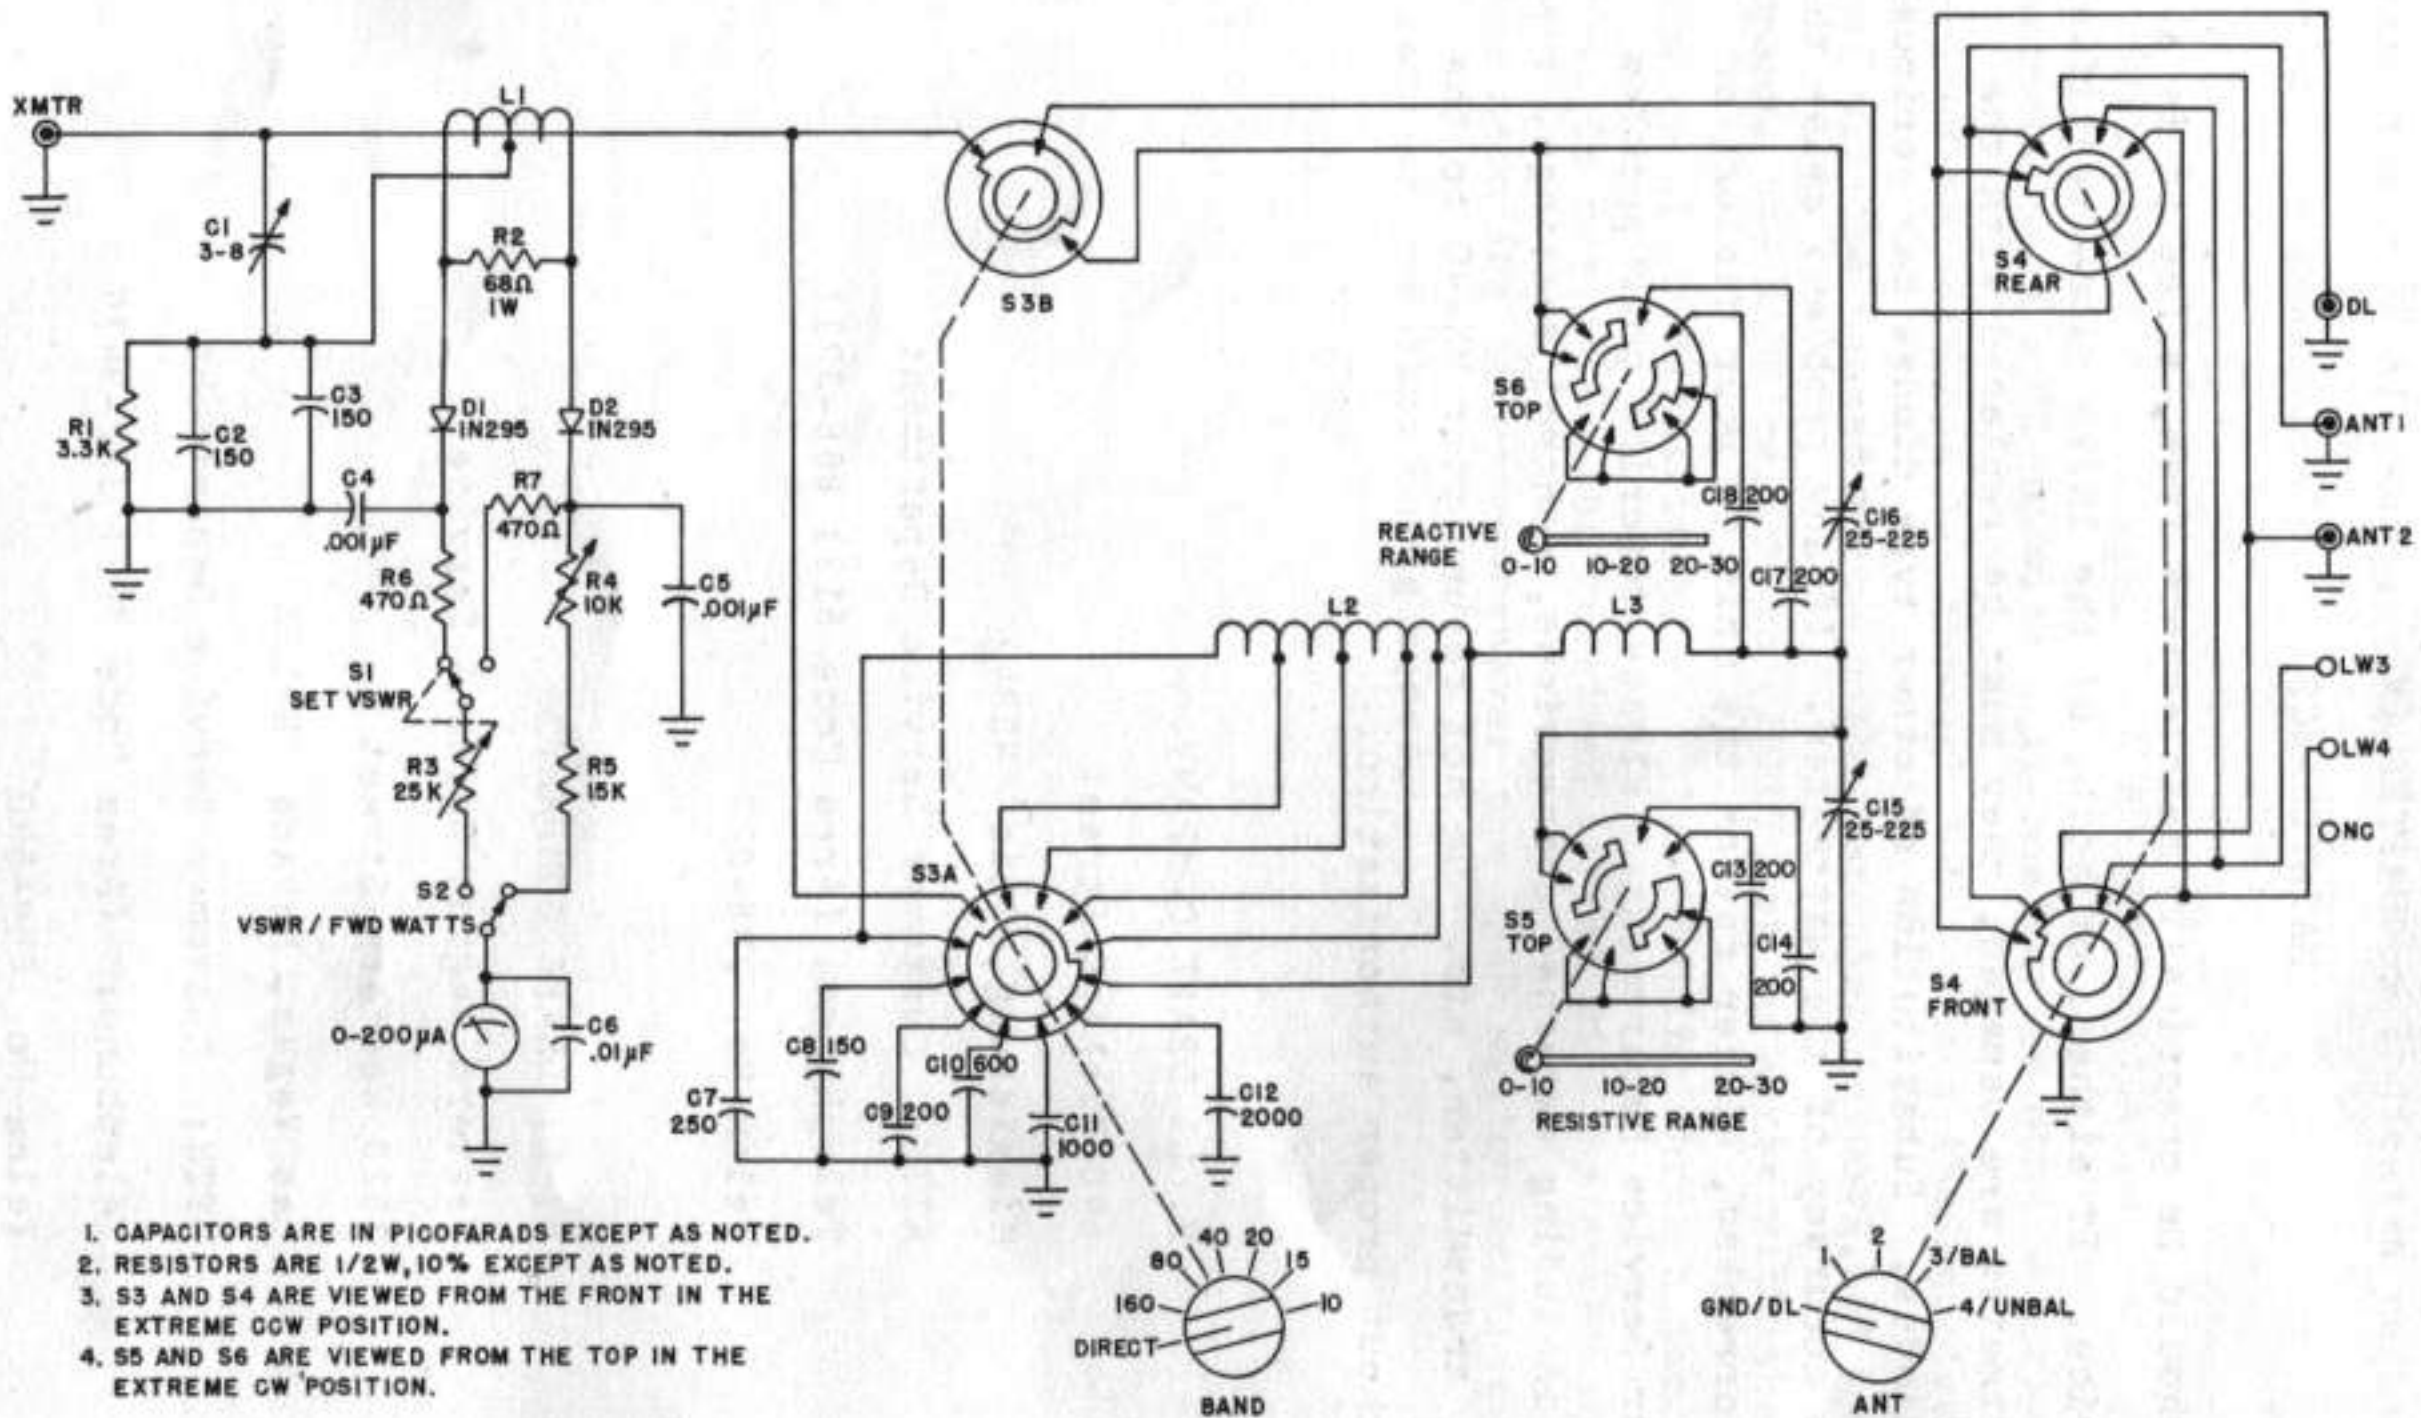 XMTR
L1
C1
3-8
R2
68Ω
1W
S3B
S4
REAR
DL
ANT 1
ANT 2
LW3
LW4
NC
R1
3.3K
C2
150
C3
150
C4
.001µF
D1
1N295
D2
1N295
R7
470Ω
R6
470Ω
R4
10K
C5
.001µF
S1
SET VSWR
R3
25K
R5
15K
S2
VSWR / FWD WATTS
0-200µA
C6
.01µF
S6
TOP
REACTIVE
RANGE
0-10 10-20 20-30
C18 200
C17 200
C16
25-225
L2
L3
S3A
C7
250
C8 150
C9 200
C10 600
C11
1000
C12
2000
S5
TOP
C13 200
C14
200
C15
25-225
0-10 10-20 20-30
RESISTIVE RANGE
S4
FRONT
1. CAPACITORS ARE IN PICOFARADS EXCEPT AS NOTED.
2. RESISTORS ARE 1/2W, 10% EXCEPT AS NOTED.
3. S3 AND S4 ARE VIEWED FROM THE FRONT IN THE
EXTREME CCW POSITION.
4. S5 AND S6 ARE VIEWED FROM THE TOP IN THE
EXTREME CW POSITION.
DIRECT
160
80
40
20
15
10
BAND
GND/DL
1
2
3/BAL
4/UNBAL
ANT